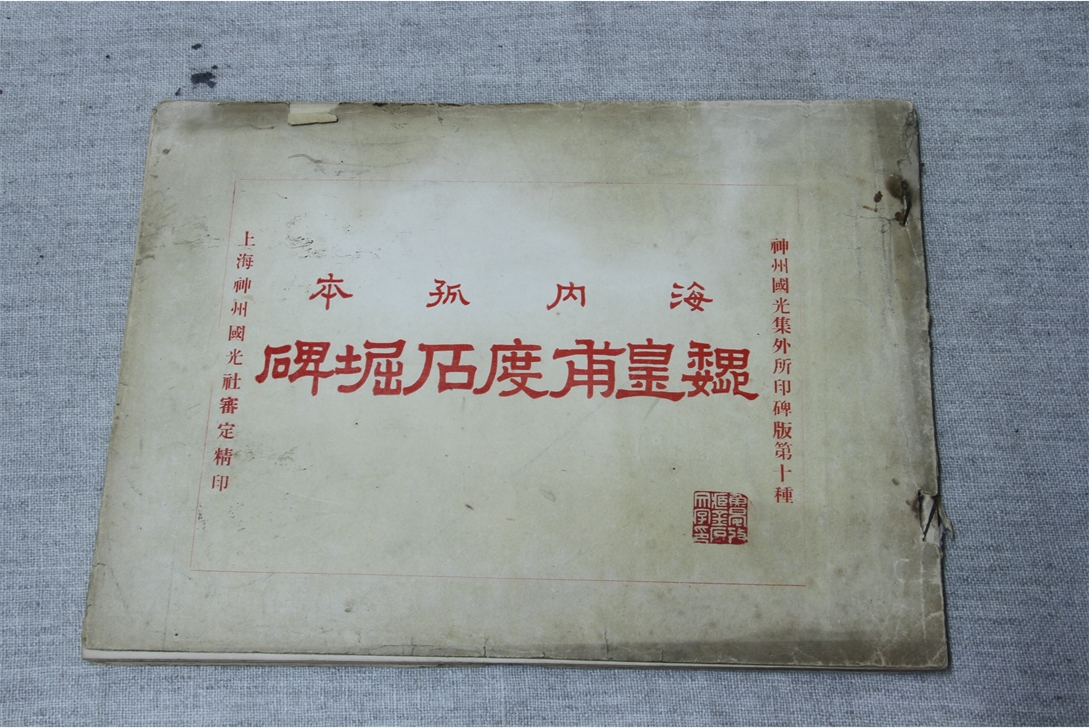 神州國光集外所印碑版第十種
海内孤本
魏皇甫度石堀碑
上海神州國光社審定精印